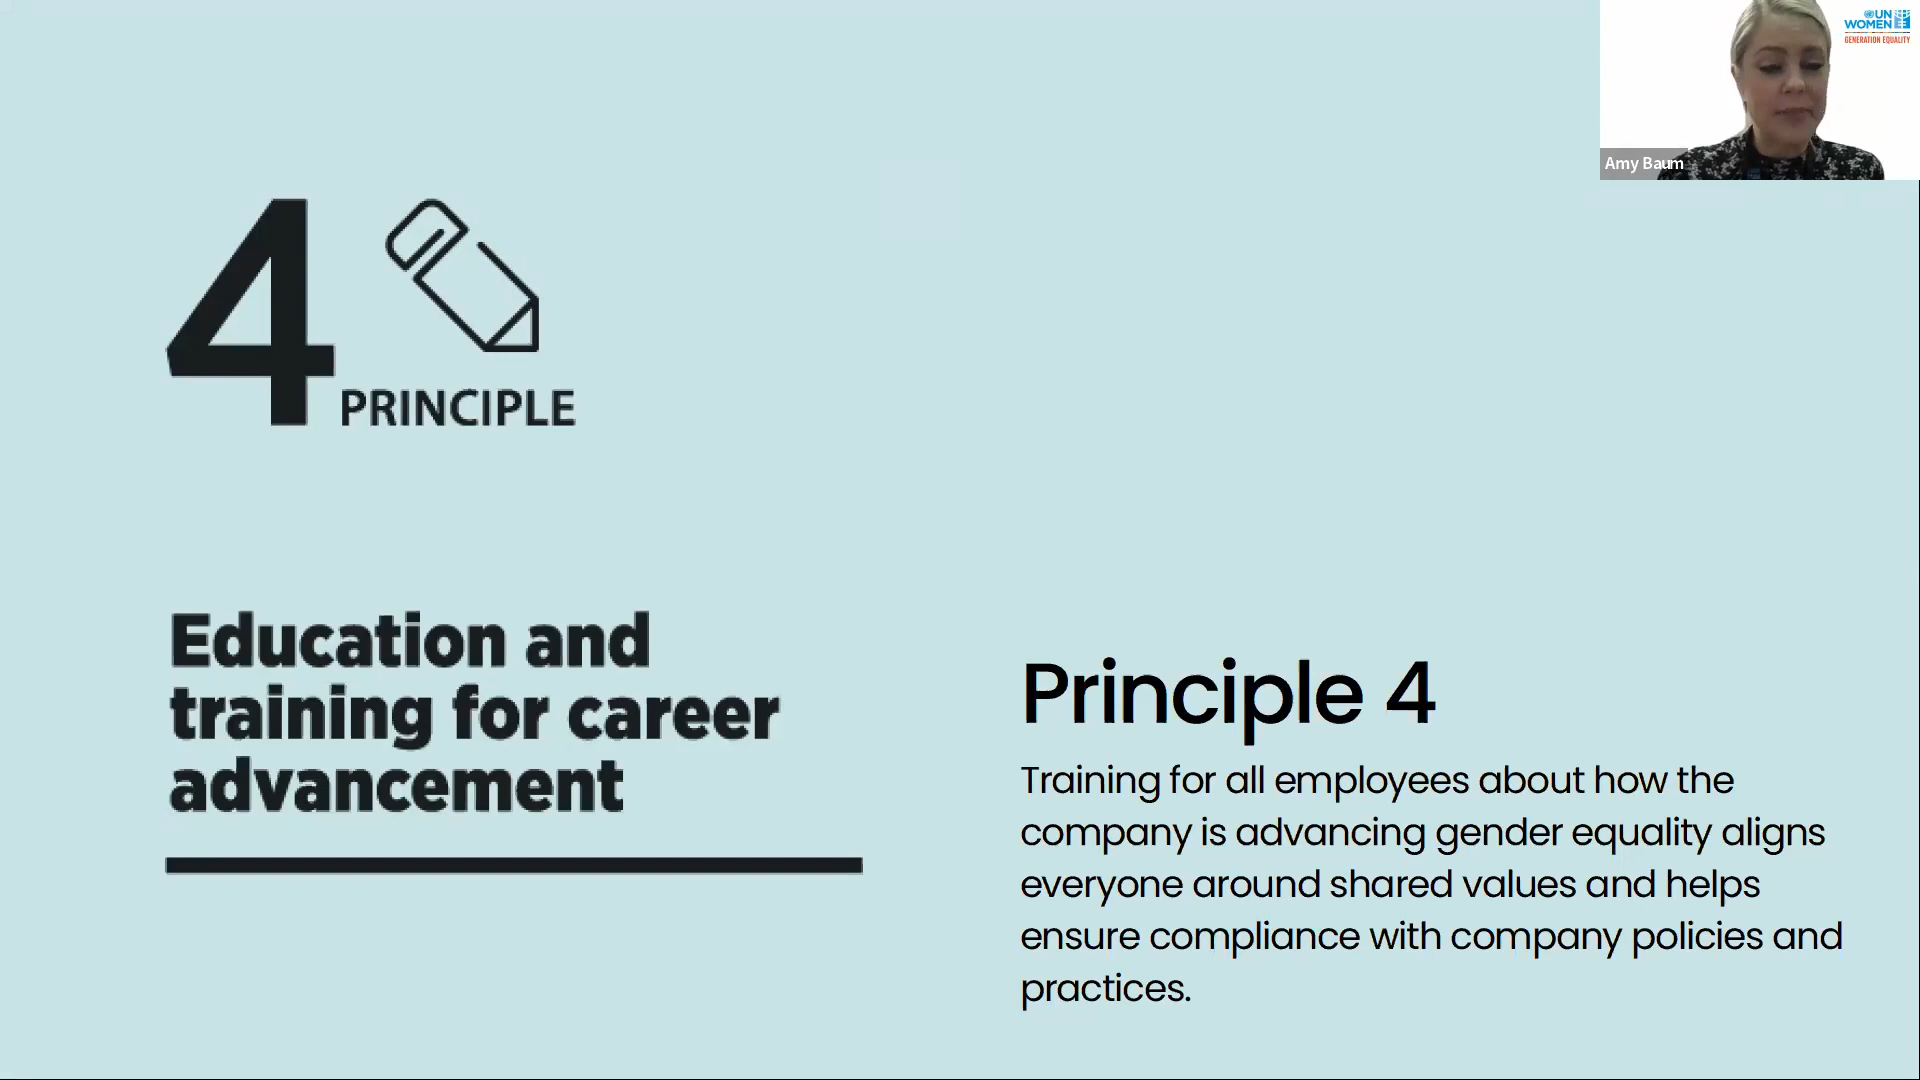 UN
WOMEN
GENERATION EQUALITY
Amy Baum
4
PRINCIPLE
Education and
training for career
advancement
Principle 4
Training for all employees about how the
company is advancing gender equality aligns
everyone around shared values and helps
ensure compliance with company policies and
practices.